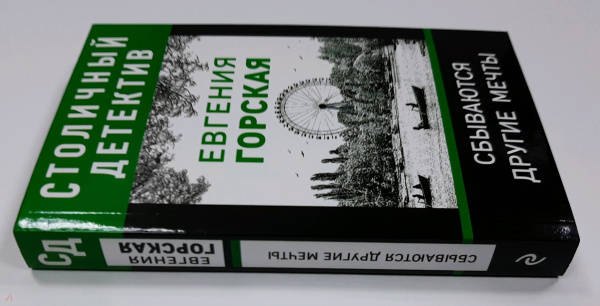 СТОЛИЧНЫЙ
ДЕТЕКТИВ
ЕВГЕНИЯ
ГОРСКАЯ
СБЫВАЮТСЯ
ДРУГИЕ МЕЧТЫ
СД
ЕВГЕНИЯ
ГОРСКАЯ
СБЫВАЮТСЯ ДРУГИЕ МЕЧТЫ